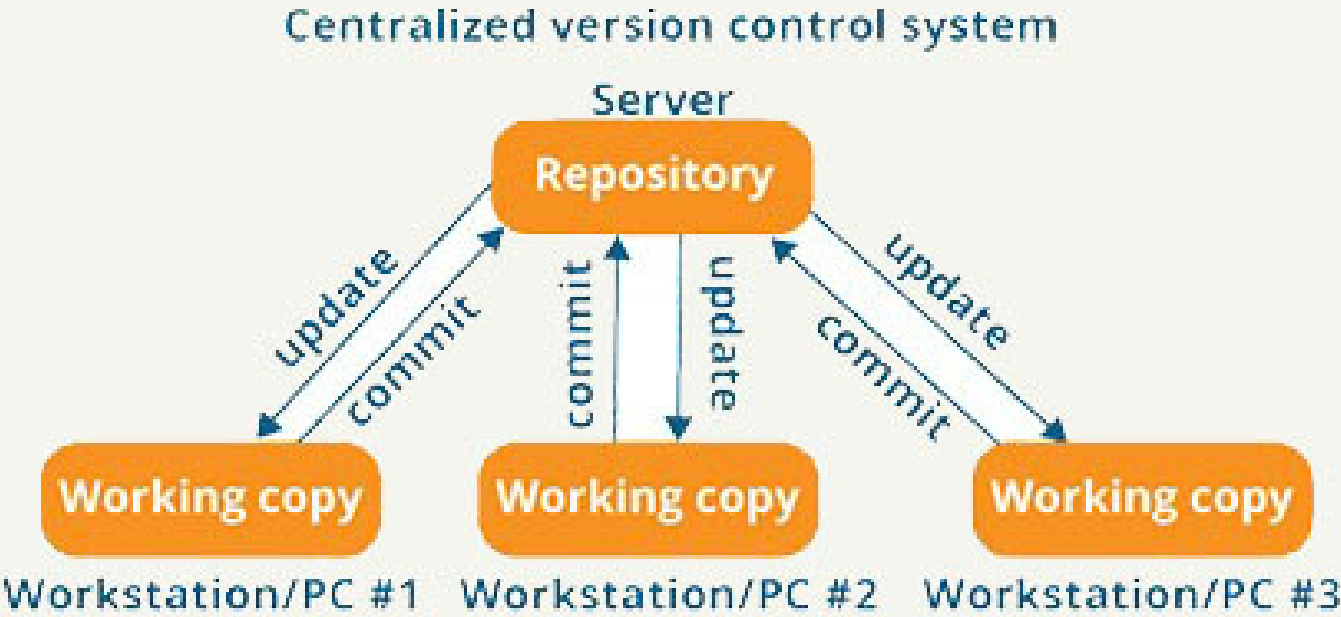 Centralized version control system
Server
Repository
update
commit
commit
update
update
commit
Working copy
Working copy
Working copy
Workstation/PC #1
Workstation/PC #2
Workstation/PC #3